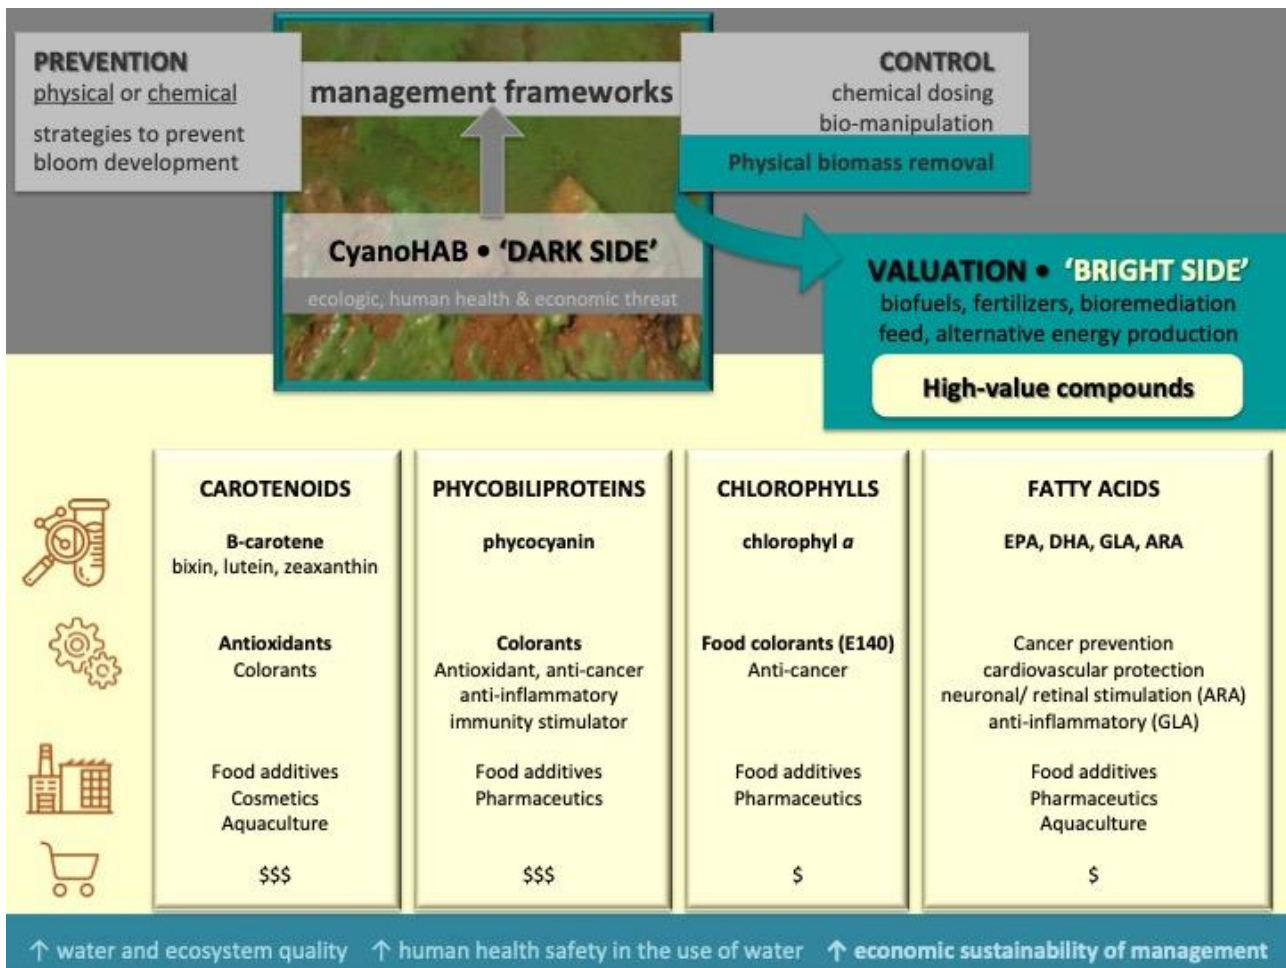 PREVENTION
physical or chemical
strategies to prevent
bloom development
management frameworks
CONTROL
chemical dosing
bio-manipulation
Physical biomass removal
CyanoHAB • ‘DARK SIDE’
ecologic, human health & economic threat
VALUATION • ‘BRIGHT SIDE’
biofuels, fertilizers, bioremediation
feed, alternative energy production
High-value compounds
CAROTENOIDS
B-carotene
bixin, lutein, zeaxanthin
Antioxidants
Colorants
Food additives
Cosmetics
Aquaculture
$$$
PHYCOBILIPROTEINS
phycocyanin
Colorants
Antioxidant, anti-cancer
anti-inflammatory
immunity stimulator
Food additives
Pharmaceutics
$$$
CHLOROPHYLLS
chlorophyl a
Food colorants (E140)
Anti-cancer
Food additives
Pharmaceutics
$
FATTY ACIDS
EPA, DHA, GLA, ARA
Cancer prevention
cardiovascular protection
neuronal/ retinal stimulation (ARA)
anti-inflammatory (GLA)
Food additives
Pharmaceutics
Aquaculture
$
↑ water and ecosystem quality ↑ human health safety in the use of water ↑ economic sustainability of management